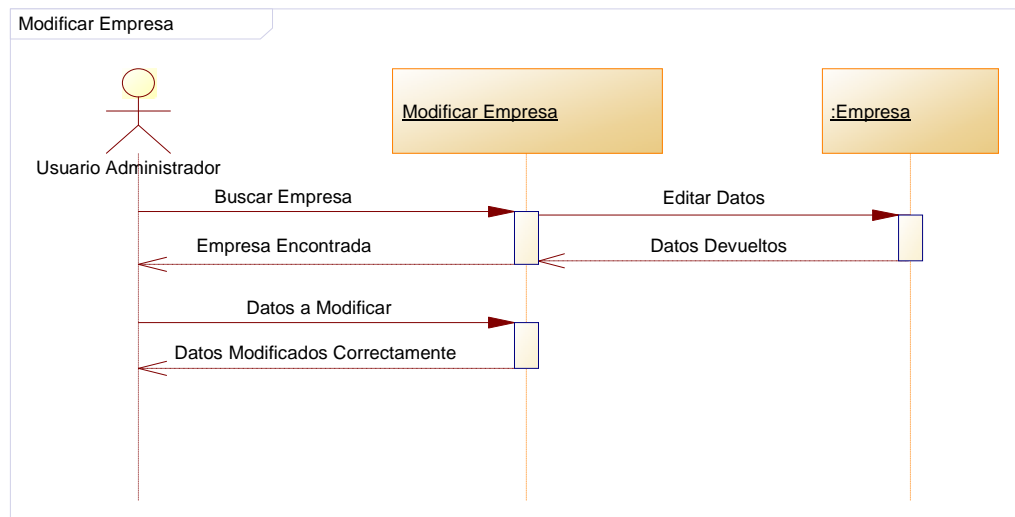 Modificar Empresa
Modificar Empresa
:Empresa
Usuario Administrador
Buscar Empresa
Editar Datos
Empresa Encontrada
Datos Devueltos
Datos a Modificar
Datos Modificados Correctamente